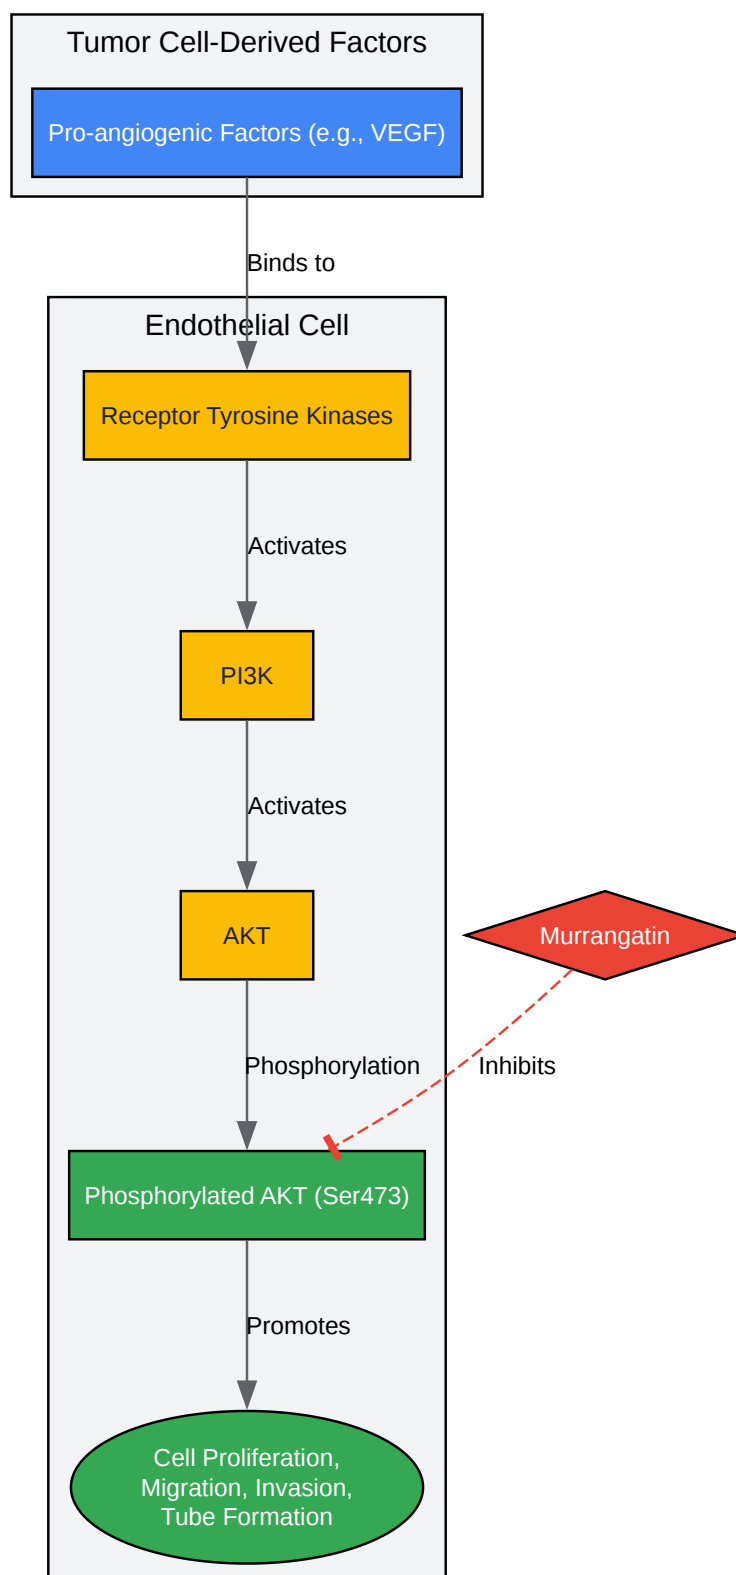 Tumor Cell-Derived Factors
Pro-angiogenic Factors (e.g., VEGF)
Binds to
Endothelial Cell
Receptor Tyrosine Kinases
Activates
PI3K
Activates
AKT
Murrangatin
Phosphorylation
Inhibits
Phosphorylated AKT (Ser473)
Promotes
Cell Proliferation,
Migration, Invasion,
Tube Formation